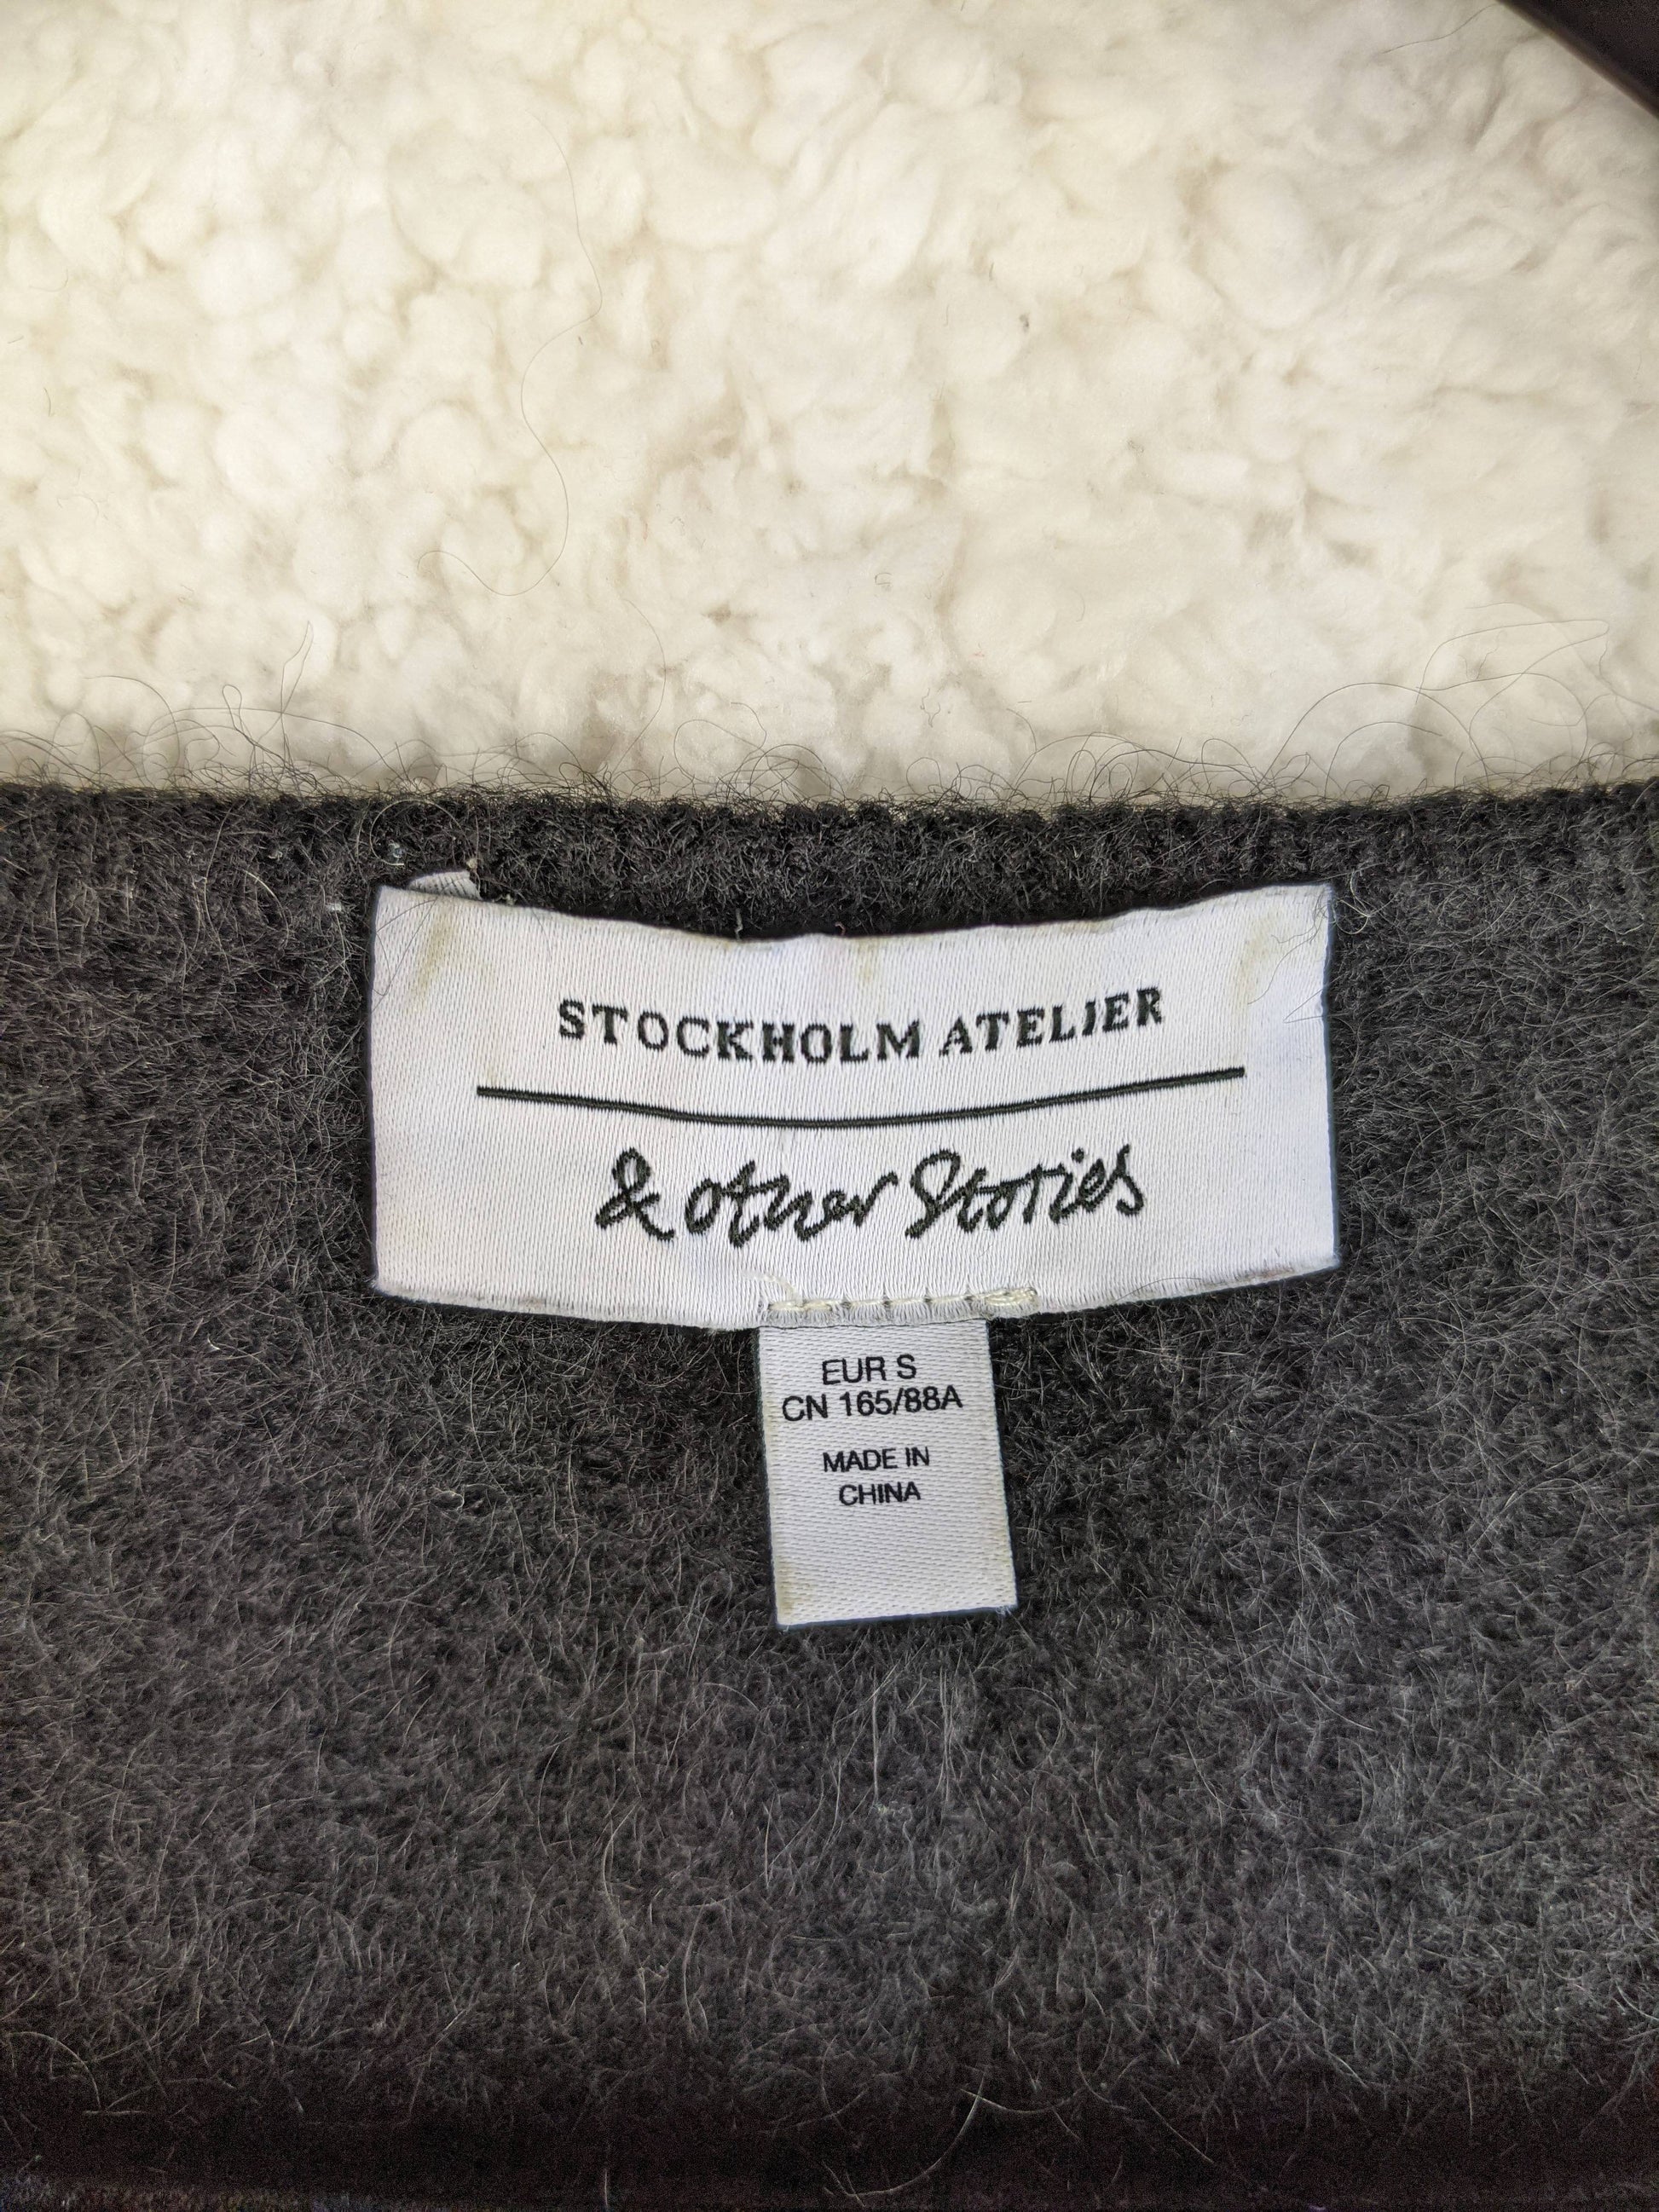 STOCKHOLM ATELIER
& other Stories
EUR S
CN 165/88A
MADE IN
CHINA